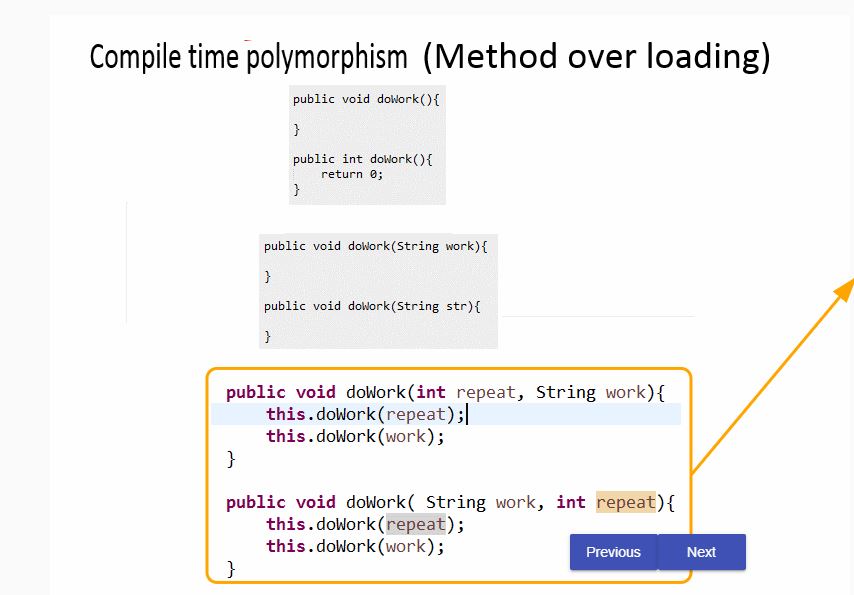 Compile time polymorphism (Method over loading)
public void doWork(){
}
public int doWork(){
return 0;
}
public void doWork(String work){
}
public void doWork(String str){
}
public void doWork(int repeat, String work){
this.doWork(repeat);
this.doWork(work);
}
public void doWork( String work, int repeat){
this.doWork(repeat);
this.doWork(work);
}
Previous Next